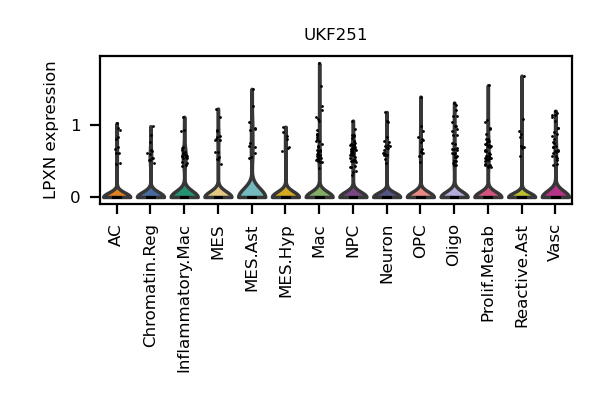 UKF251
LPXN expression
1
0
AC
Chromatin.Reg
Inflammatory.Mac
MES
MES.Ast
MES.Hyp
Mac
NPC
Neuron
OPC
Oligo
Prolif.Metab
Reactive.Ast
Vasc